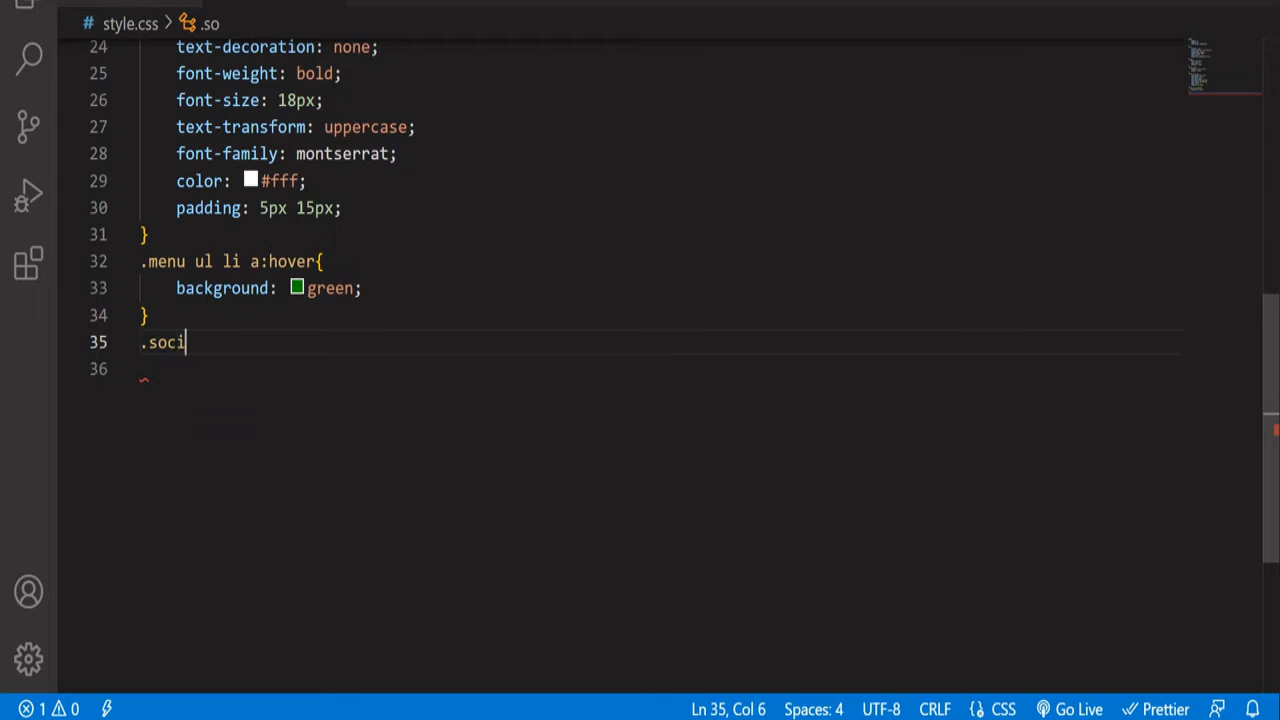 # style.css > .so
24 text-decoration: none;
25 font-weight: bold;
26 font-size: 18px;
27 text-transform: uppercase;
28 font-family: montserrat;
29 color: #fff;
30 padding: 5px 15px;
31 }
32 .menu ul li a:hover{
33 background: green;
34 }
35 .soci
36
1 0 Ln 35, Col 6 Spaces: 4 UTF-8 CRLF {} CSS Go Live Prettier